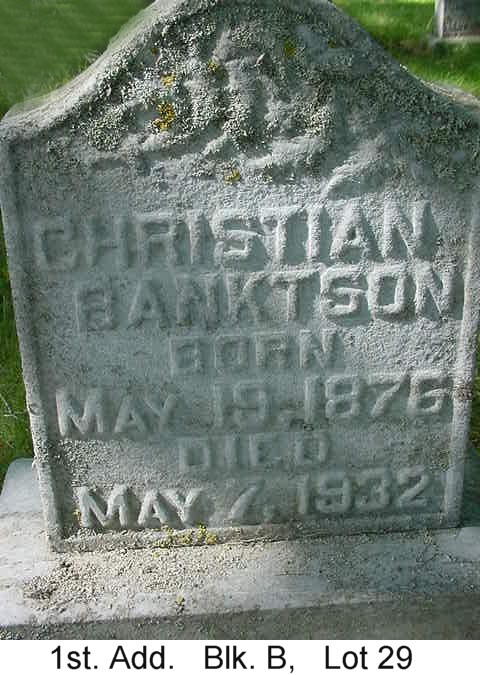 CHRISTIAN
BANKTSON
BORN
MAY 19, 1876
DIED
MAY 7, 1932
1st. Add. Blk. B, Lot 29